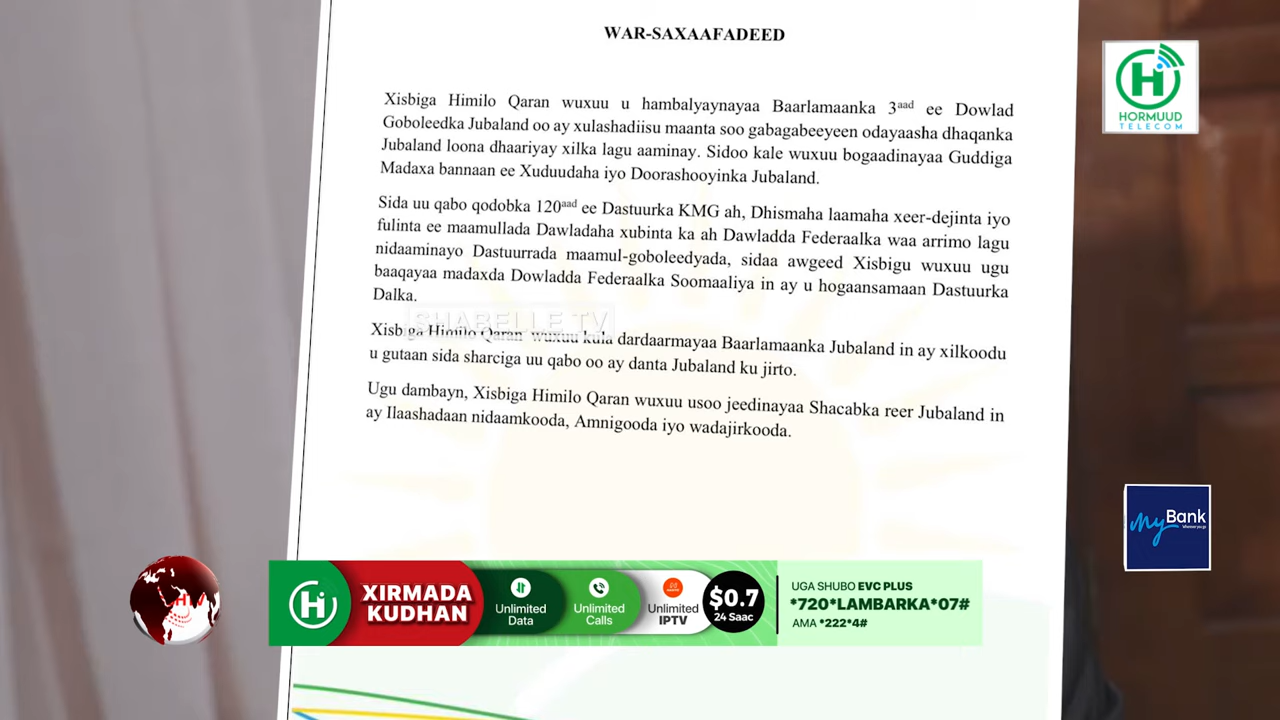 WAR-SAXAAFADEED
Xisbiga Himilo Qaran wuxuu u hambalyaynayaa Baarlamaanka 3aad ee Dowlad
Goboleedka Jubaland oo ay xulashadiisu maanta soo gabagabeeyeen odayaasha dhaqanka
Jubaland loona dhaariyay xilka lagu aaminay. Sidoo kale wuxuu bogaadinayaa Guddiga
Madaxa bannaan ee Xuduudaha iyo Doorashooyinka Jubaland.
Sida uu qabo qodobka 120aad ee Dastuurka KMG ah, Dhismaha laamaha xeer-dejinta iyo
fulinta ee maamullada Dawladaha xubinta ka ah Dawladda Federaalka waa arrimo lagu
nidaaminayo Dastuurrada maamul-goboleedyada, sidaa awgeed Xisbigu wuxuu ugu
baaqayaa madaxda Dowladda Federaalka Soomaaliya in ay u hogaansamaan Dastuurka
Dalka.
SHABELLE TV
Xisbiga Himilo Qaran wuxuu kula dardaarmayaa Baarlamaanka Jubaland in ay xilkoodu
u gutaan sida sharciga uu qabo oo ay danta Jubaland ku jirto.
Ugu dambayn, Xisbiga Himilo Qaran wuxuu usoo jeedinayaa Shacabka reer Jubaland in
ay Ilaashadaan nidaamkooda, Amnigooda iyo wadajirkooda.
HORMUUD
TELECOM
My Bank
XIRMADA
KUDHAN
Unlimited
Data
Unlimited
Calls
Unlimited
IPTV
$0.7
24 Saac
UGA SHUBO EVC PLUS
*720*LAMBARKA*07#
AMA *222*4#